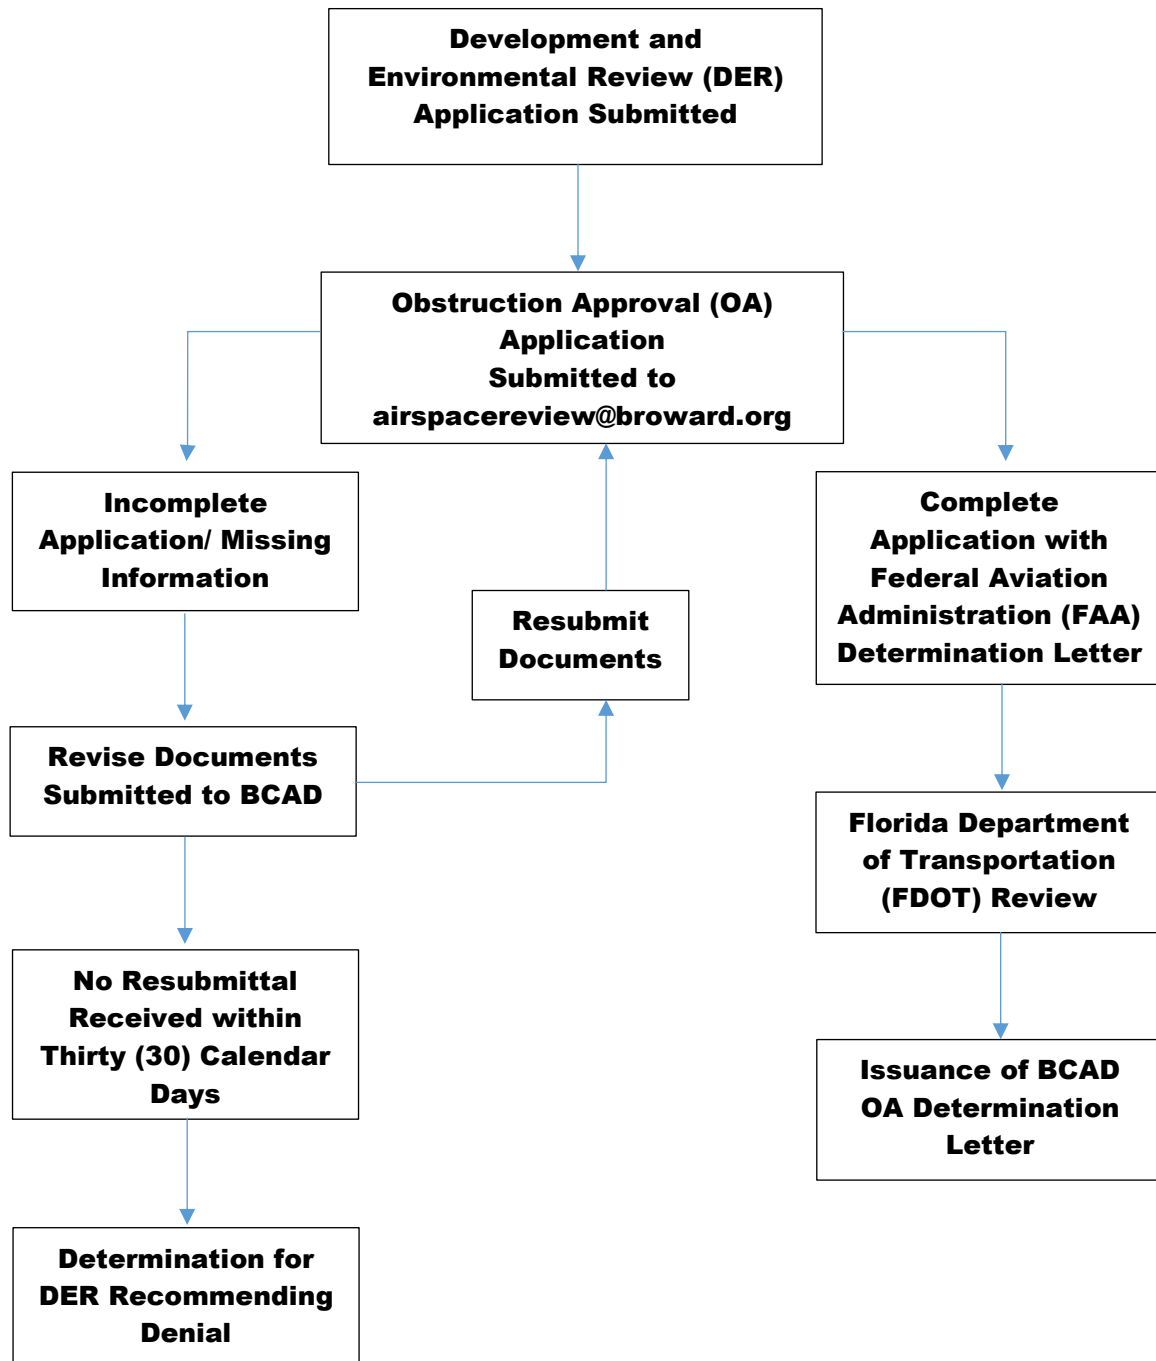 Development and
Environmental Review (DER)
Application Submitted
Obstruction Approval (OA)
Application
Submitted to
airspacereview@broward.org
Incomplete
Application/ Missing
Information
Resubmit
Documents
Complete
Application with
Federal Aviation
Administration (FAA)
Determination Letter
Revise Documents
Submitted to BCAD
Florida Department
of Transportation
(FDOT) Review
No Resubmittal
Received within
Thirty (30) Calendar
Days
Issuance of BCAD
OA Determination
Letter
Determination for
DER Recommending
Denial